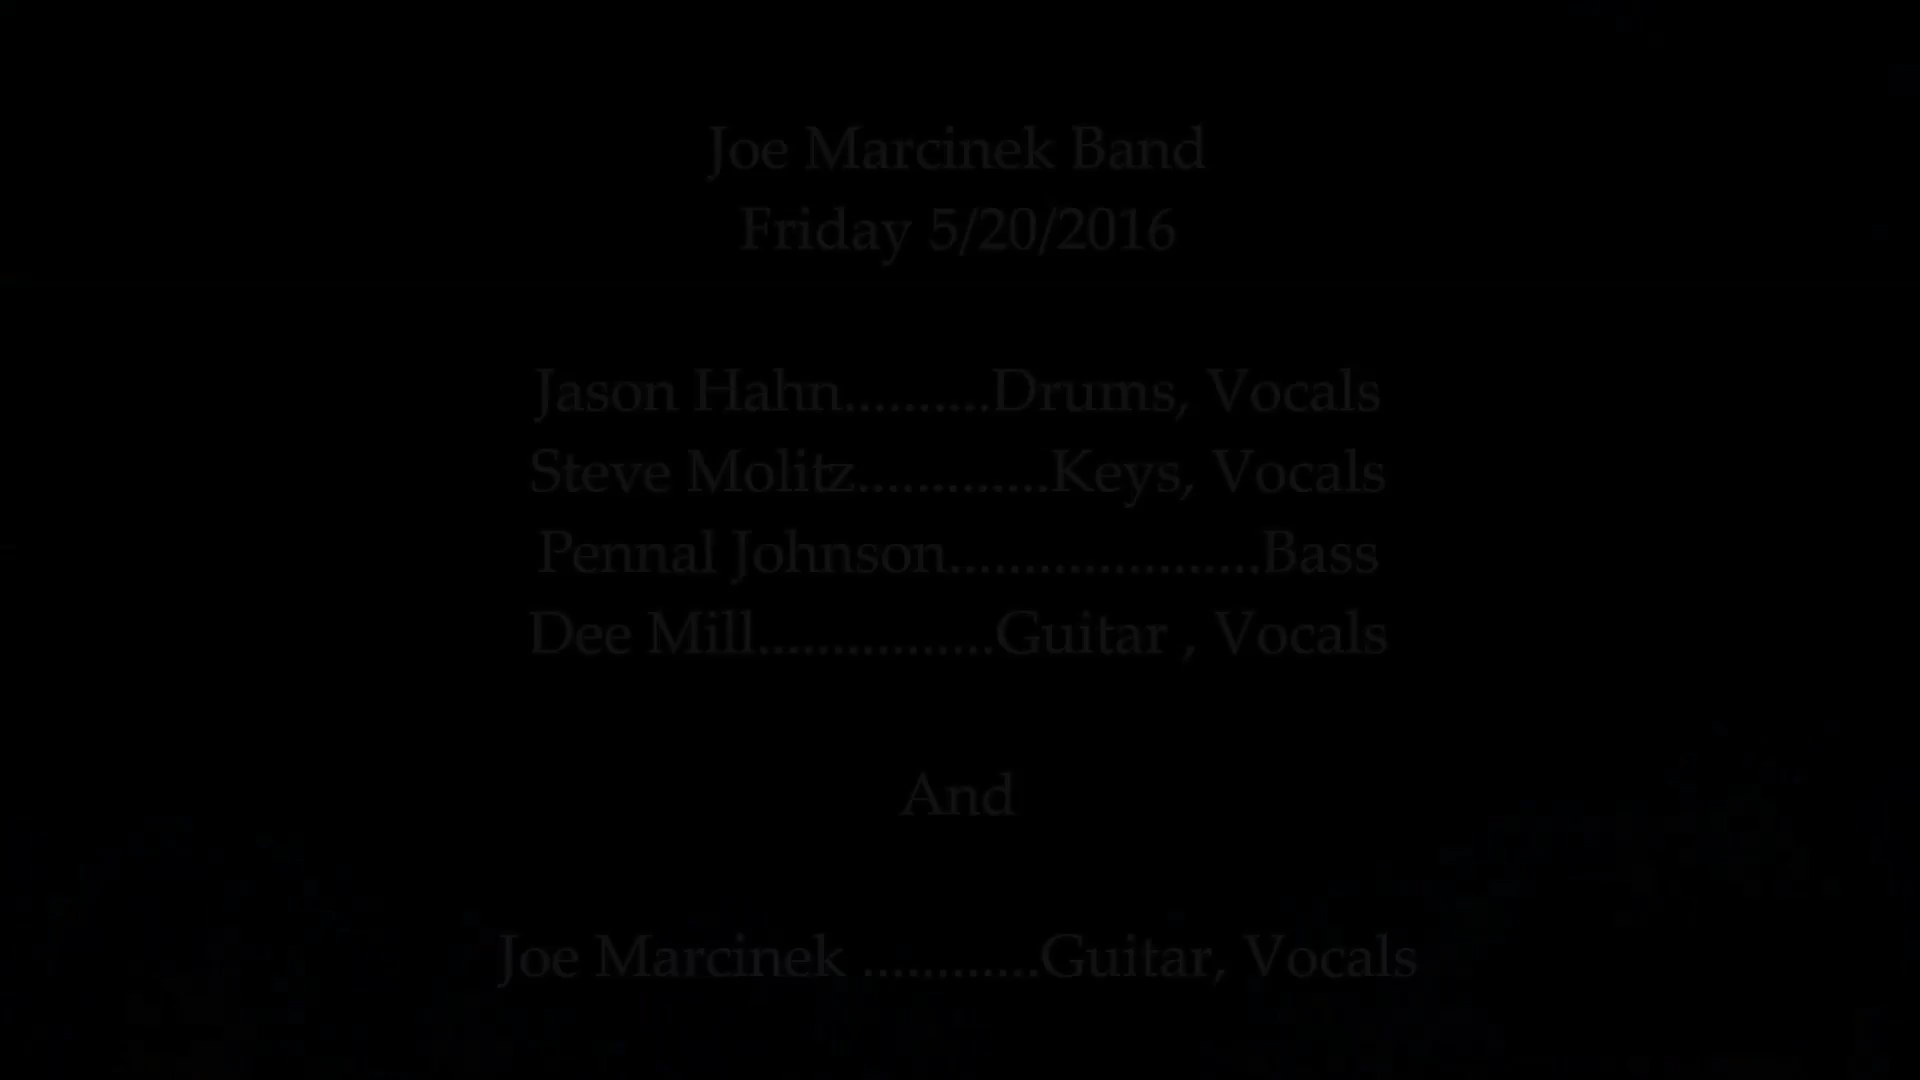 Joe Marcinek Band
Friday 5/20/2016
Jason Hahn..........Drums, Vocals
Steve Molitz.............Keys, Vocals
Pennal Johnson.....................Bass
Dee Mill................Guitar , Vocals
And
Joe Marcinek ............Guitar, Vocals